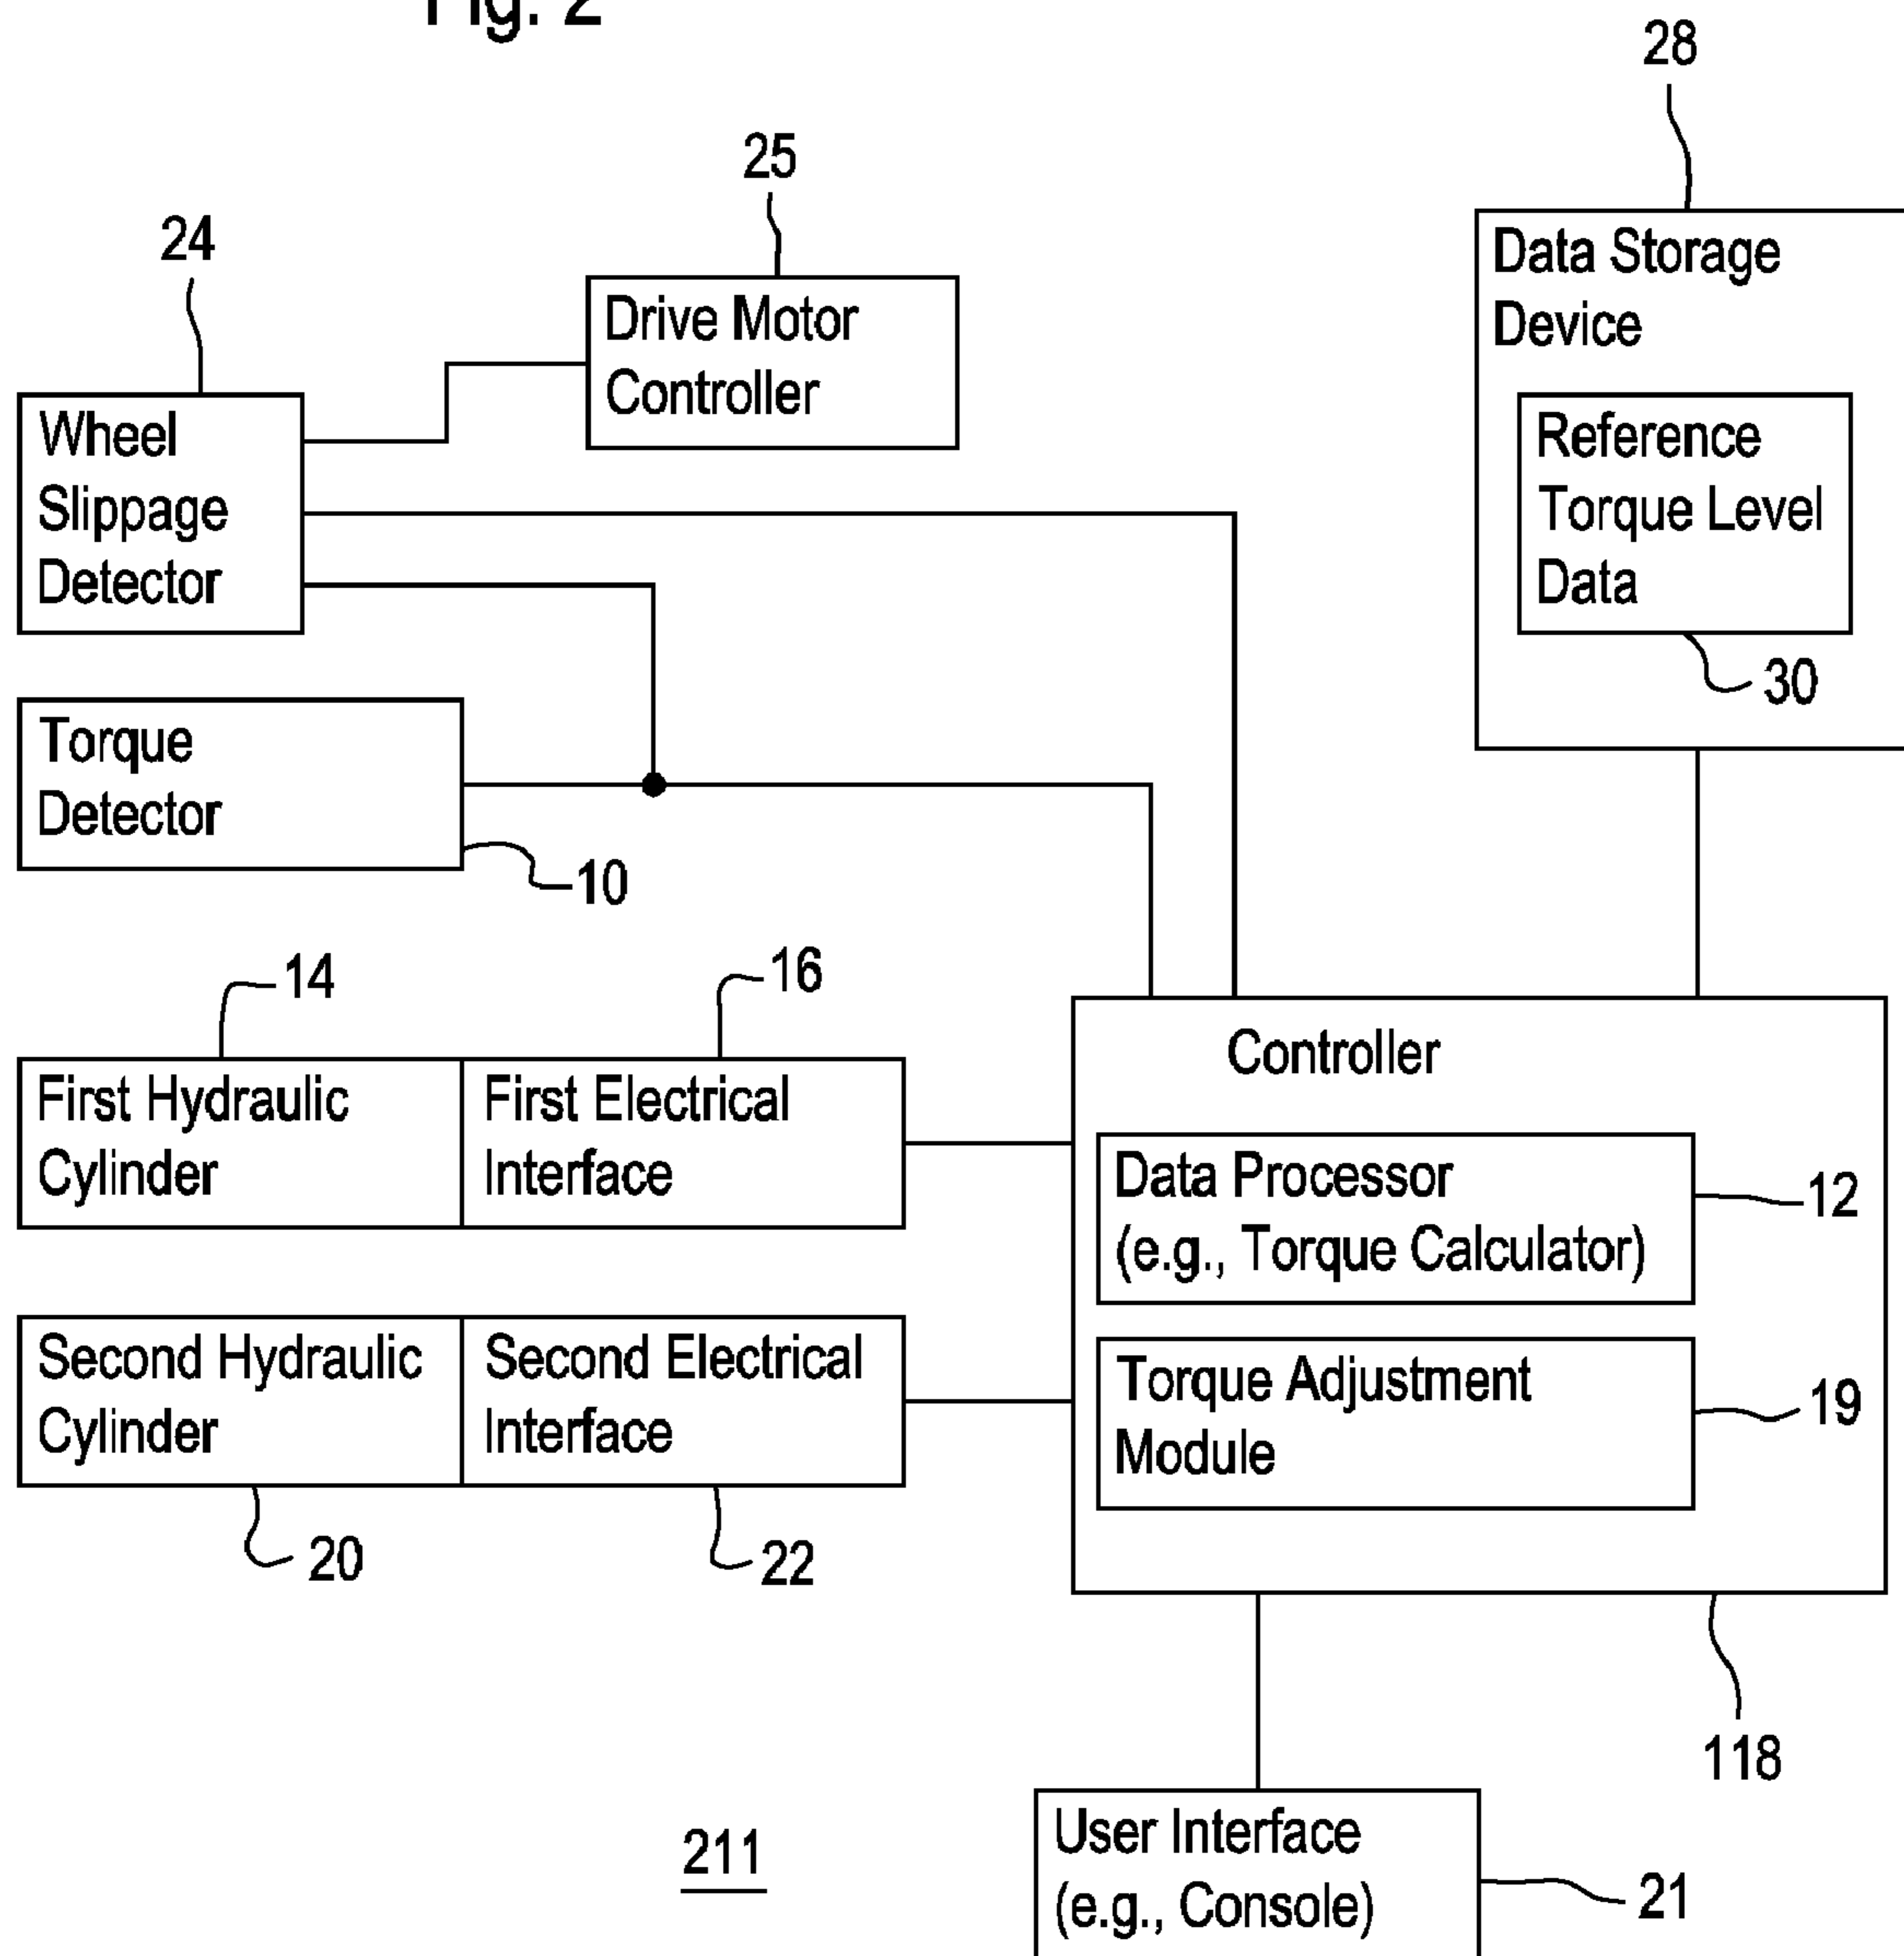 Fig. 2
28
25
24
Data Storage
Device
Drive Motor
Controller
Wheel
Slippage
Detector
Reference
Torque Level
Data
30
Torque
Detector
10
14
16
Controller
First Hydraulic
Cylinder
First Electrical
Interface
Data Processor
(e.g., Torque Calculator)
12
Second Hydraulic
Cylinder
Second Electrical
Interface
Torque Adjustment
Module
19
20
22
118
User Interface
(e.g., Console)
211
21